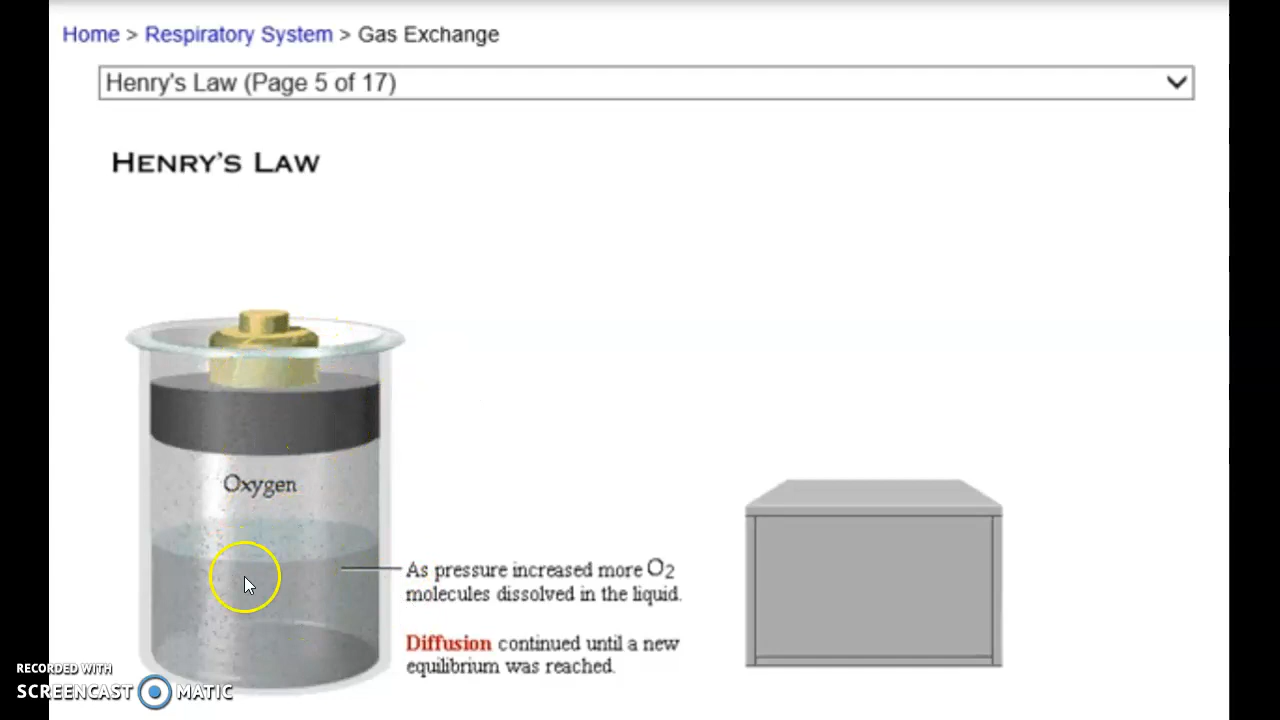 Home > Respiratory System > Gas Exchange
Henry's Law (Page 5 of 17)
HENRY'S LAW
Oxygen
As pressure increased more O2
molecules dissolved in the liquid.
Diffusion continued until a new
equilibrium was reached.
RECORDED WITH
SCREENCAST MATIC